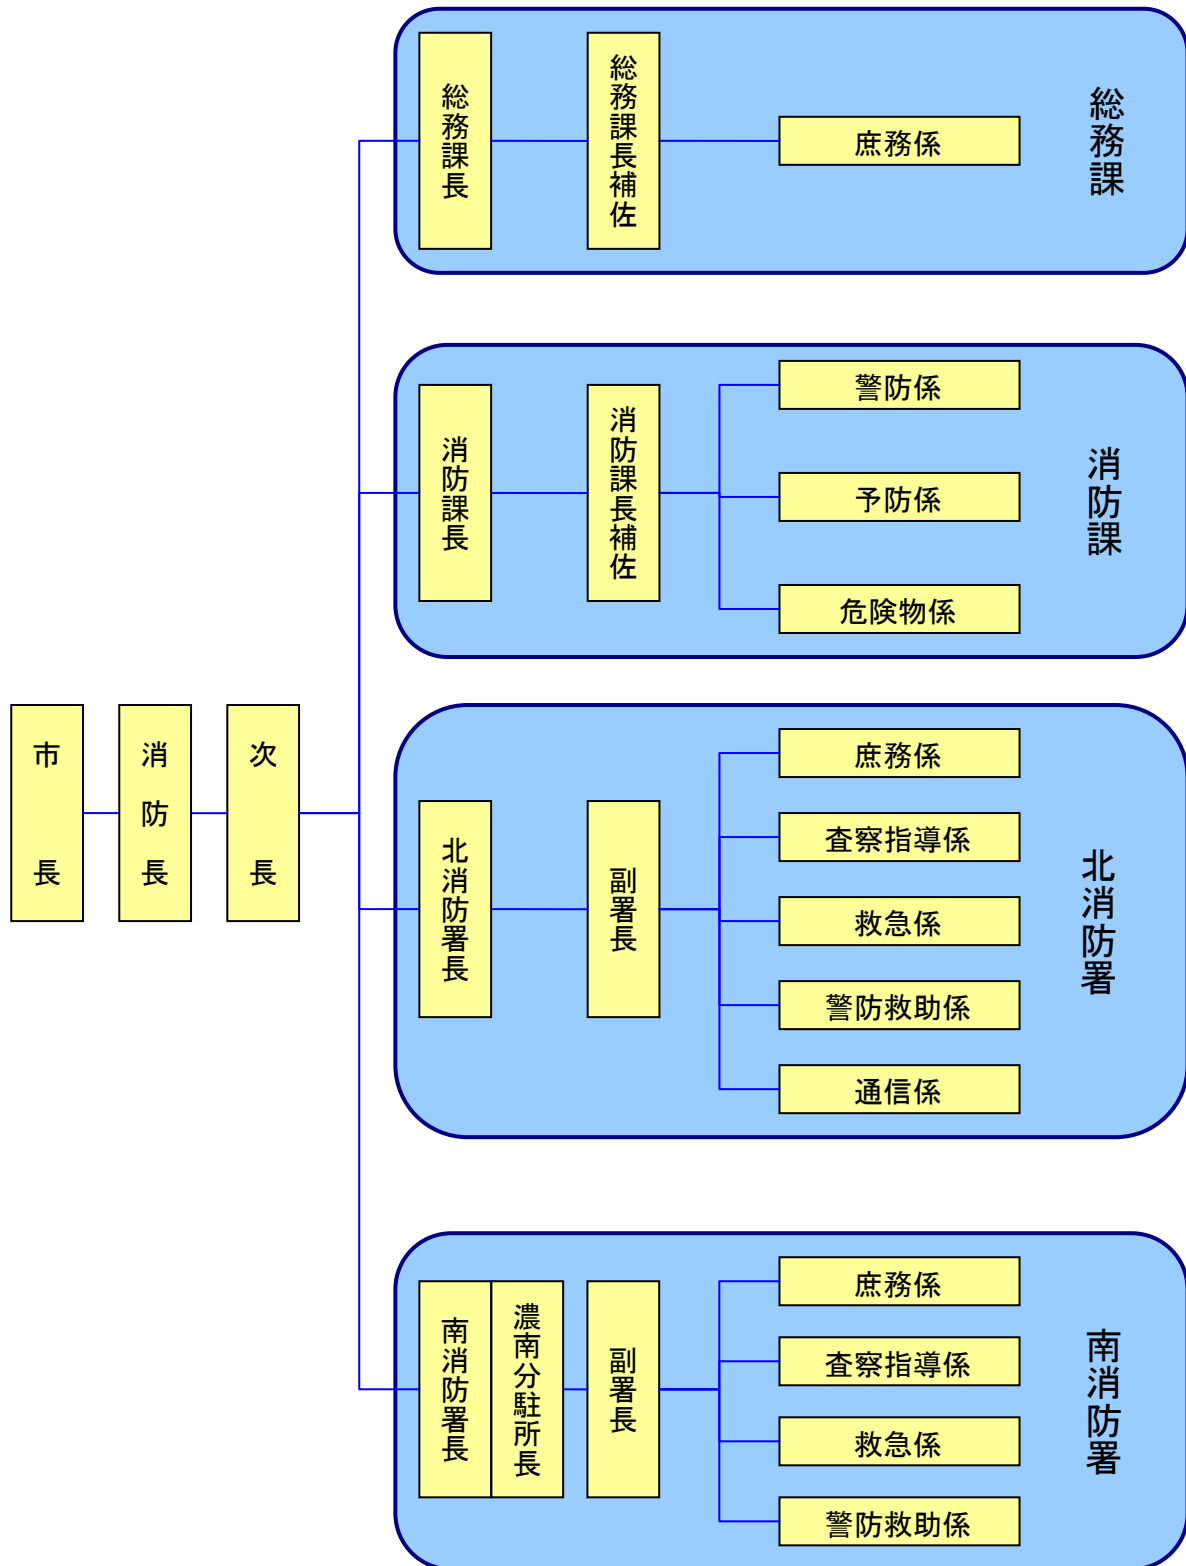 市長
消防長
次長
総務課長
総務課長補佐
庶務係
総務課
消防課長
消防課長補佐
警防係
予防係
危険物係
消防課
北消防署長
副署長
庶務係
査察指導係
救急係
警防救助係
通信係
北消防署
南消防署長
濃南分駐所長
副署長
庶務係
査察指導係
救急係
警防救助係
南消防署